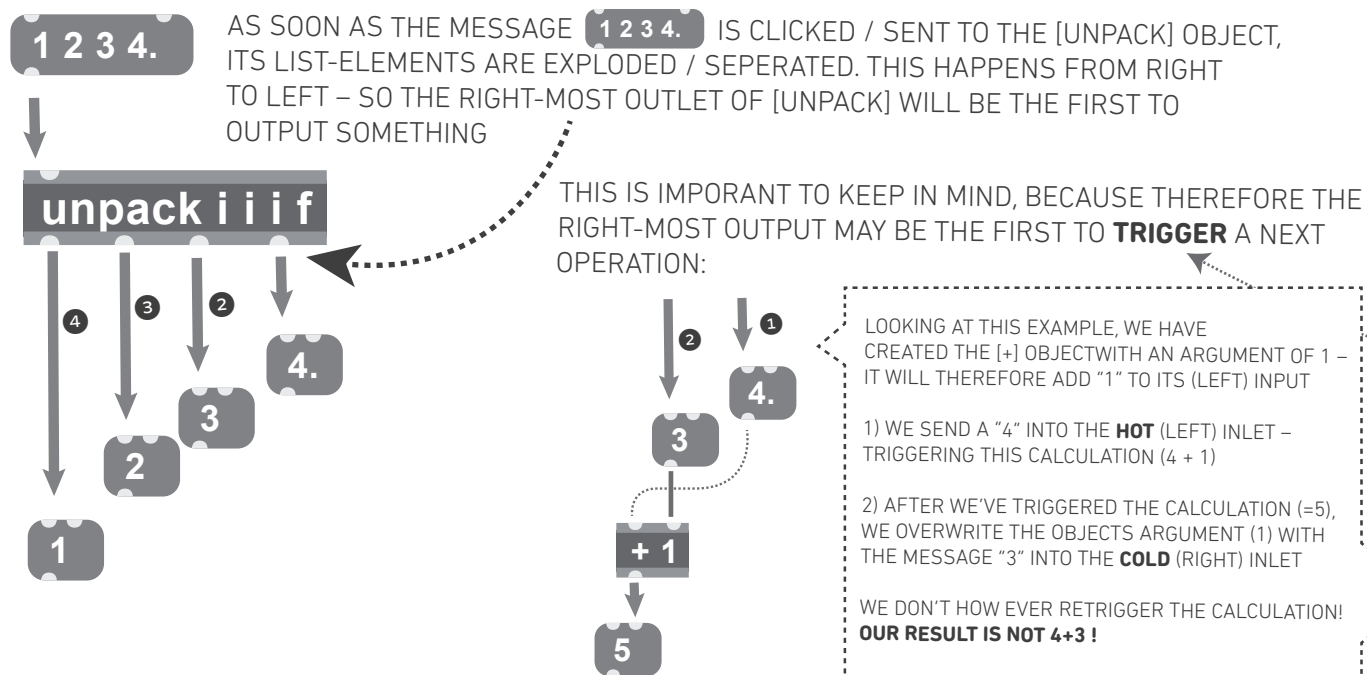 1 2 3 4.
AS SOON AS THE MESSAGE 1 2 3 4. IS CLICKED / SENT TO THE [UNPACK] OBJECT,
ITS LIST-ELEMENTS ARE EXPLODED / SEPERATED. THIS HAPPENS FROM RIGHT
TO LEFT – SO THE RIGHT-MOST OUTLET OF [UNPACK] WILL BE THE FIRST TO
OUTPUT SOMETHING
unpack i i i f
4
3
2
4.
3
2
1
THIS IS IMPORANT TO KEEP IN MIND, BECAUSE THEREFORE THE
RIGHT-MOST OUTPUT MAY BE THE FIRST TO TRIGGER A NEXT
OPERATION:
2
1
4.
3
+ 1
5
LOOKING AT THIS EXAMPLE, WE HAVE
CREATED THE [+] OBJECTWITH AN ARGUMENT OF 1 –
IT WILL THEREFORE ADD "1" TO ITS (LEFT) INPUT
1) WE SEND A "4" INTO THE HOT (LEFT) INLET –
TRIGGERING THIS CALCULATION (4 + 1)
2) AFTER WE'VE TRIGGERED THE CALCULATION (=5),
WE OVERWRITE THE OBJECTS ARGUMENT (1) WITH
THE MESSAGE "3" INTO THE COLD (RIGHT) INLET
WE DON'T HOW EVER RETRIGGER THE CALCULATION!
OUR RESULT IS NOT 4+3 !